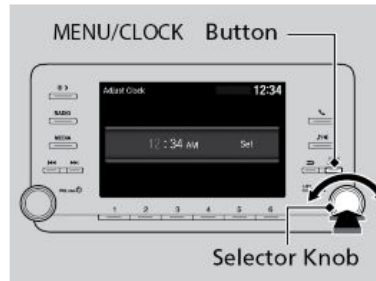 MENU/CLOCK Button
Adjust Clock 12:34
RADIO
MEDIA
12 : 34 AM Set
1 2 3 4 5 6
Selector Knob